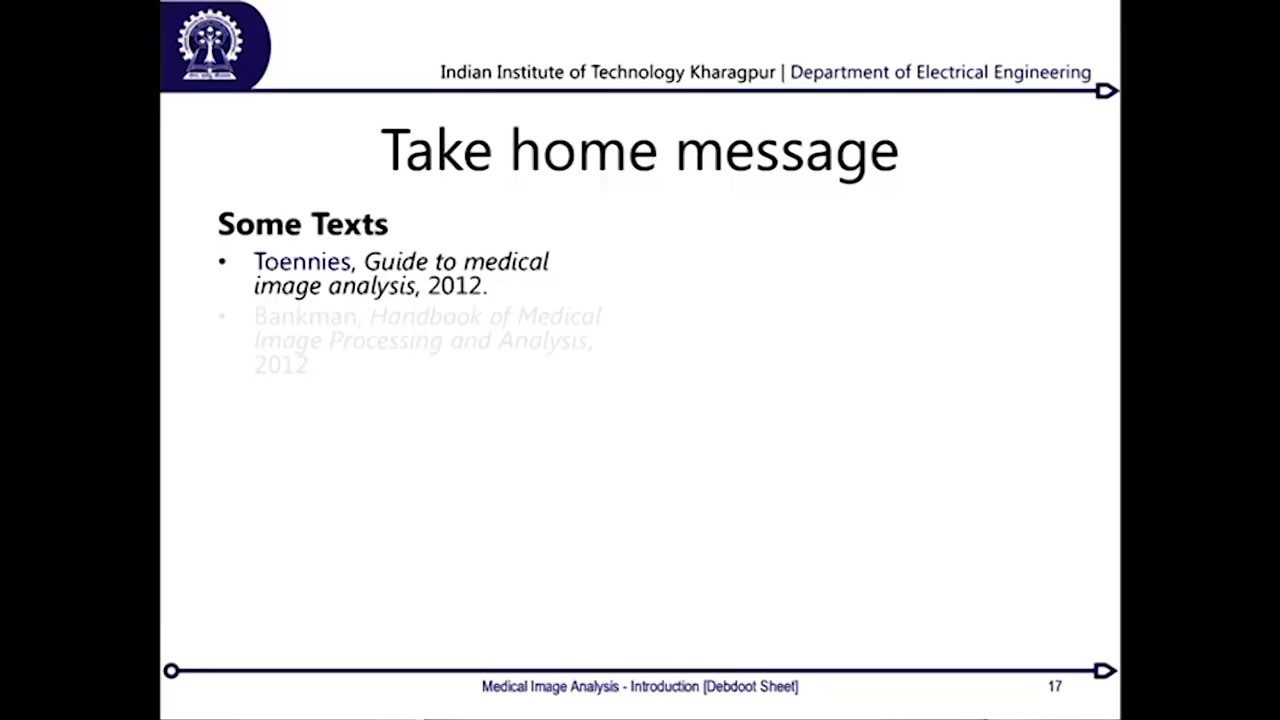 Indian Institute of Technology Kharagpur | Department of Electrical Engineering
Take home message
Some Texts
• Toennies, Guide to medical
image analysis, 2012.
• Bankman, Handbook of Medical
Image Processing and Analysis,
2012.
Medical Image Analysis - Introduction [Debdoot Sheet]
17